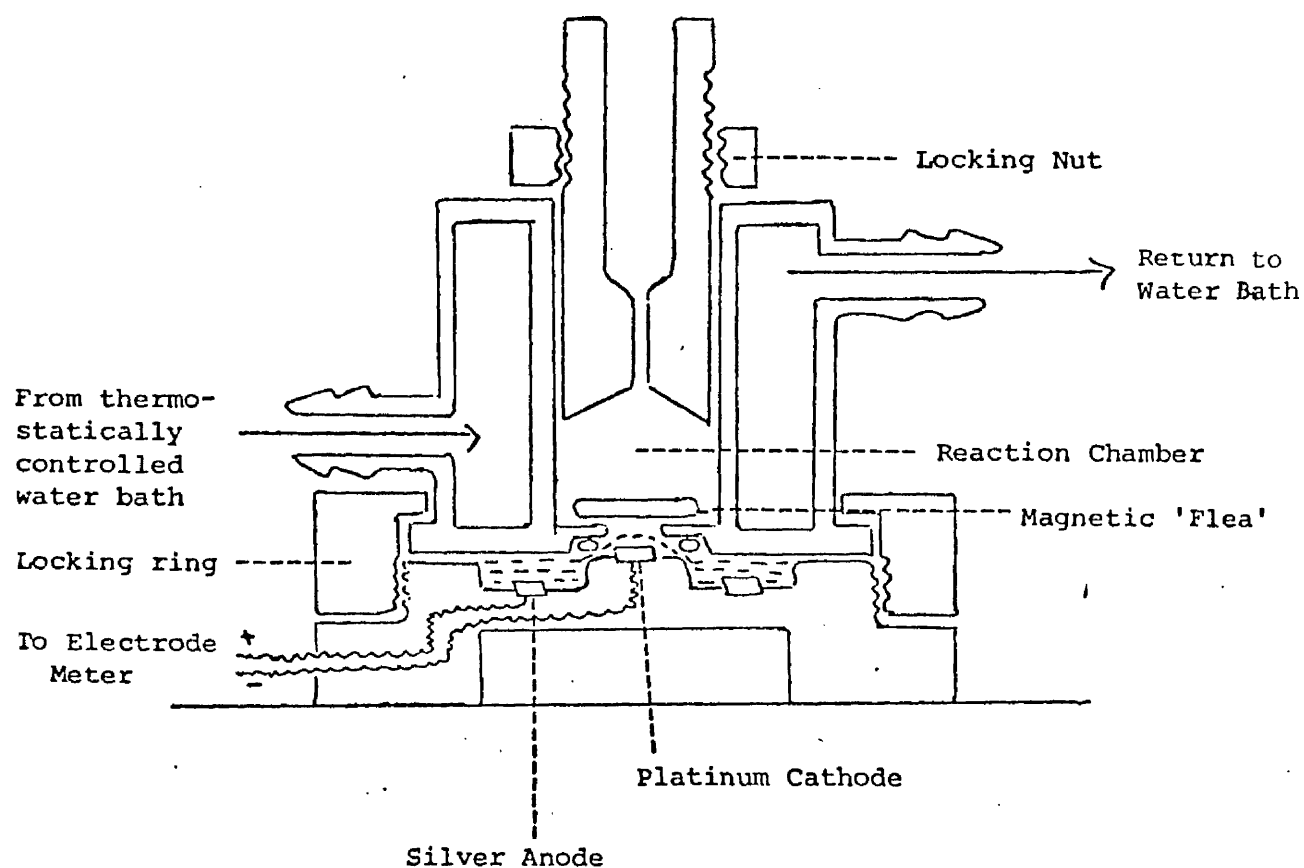 Locking Nut
Return to
Water Bath
From thermo-
statically
controlled
water bath
Reaction Chamber
Magnetic 'Flea'
Locking ring
To Electrode
Meter
+
-
Platinum Cathode
Silver Anode